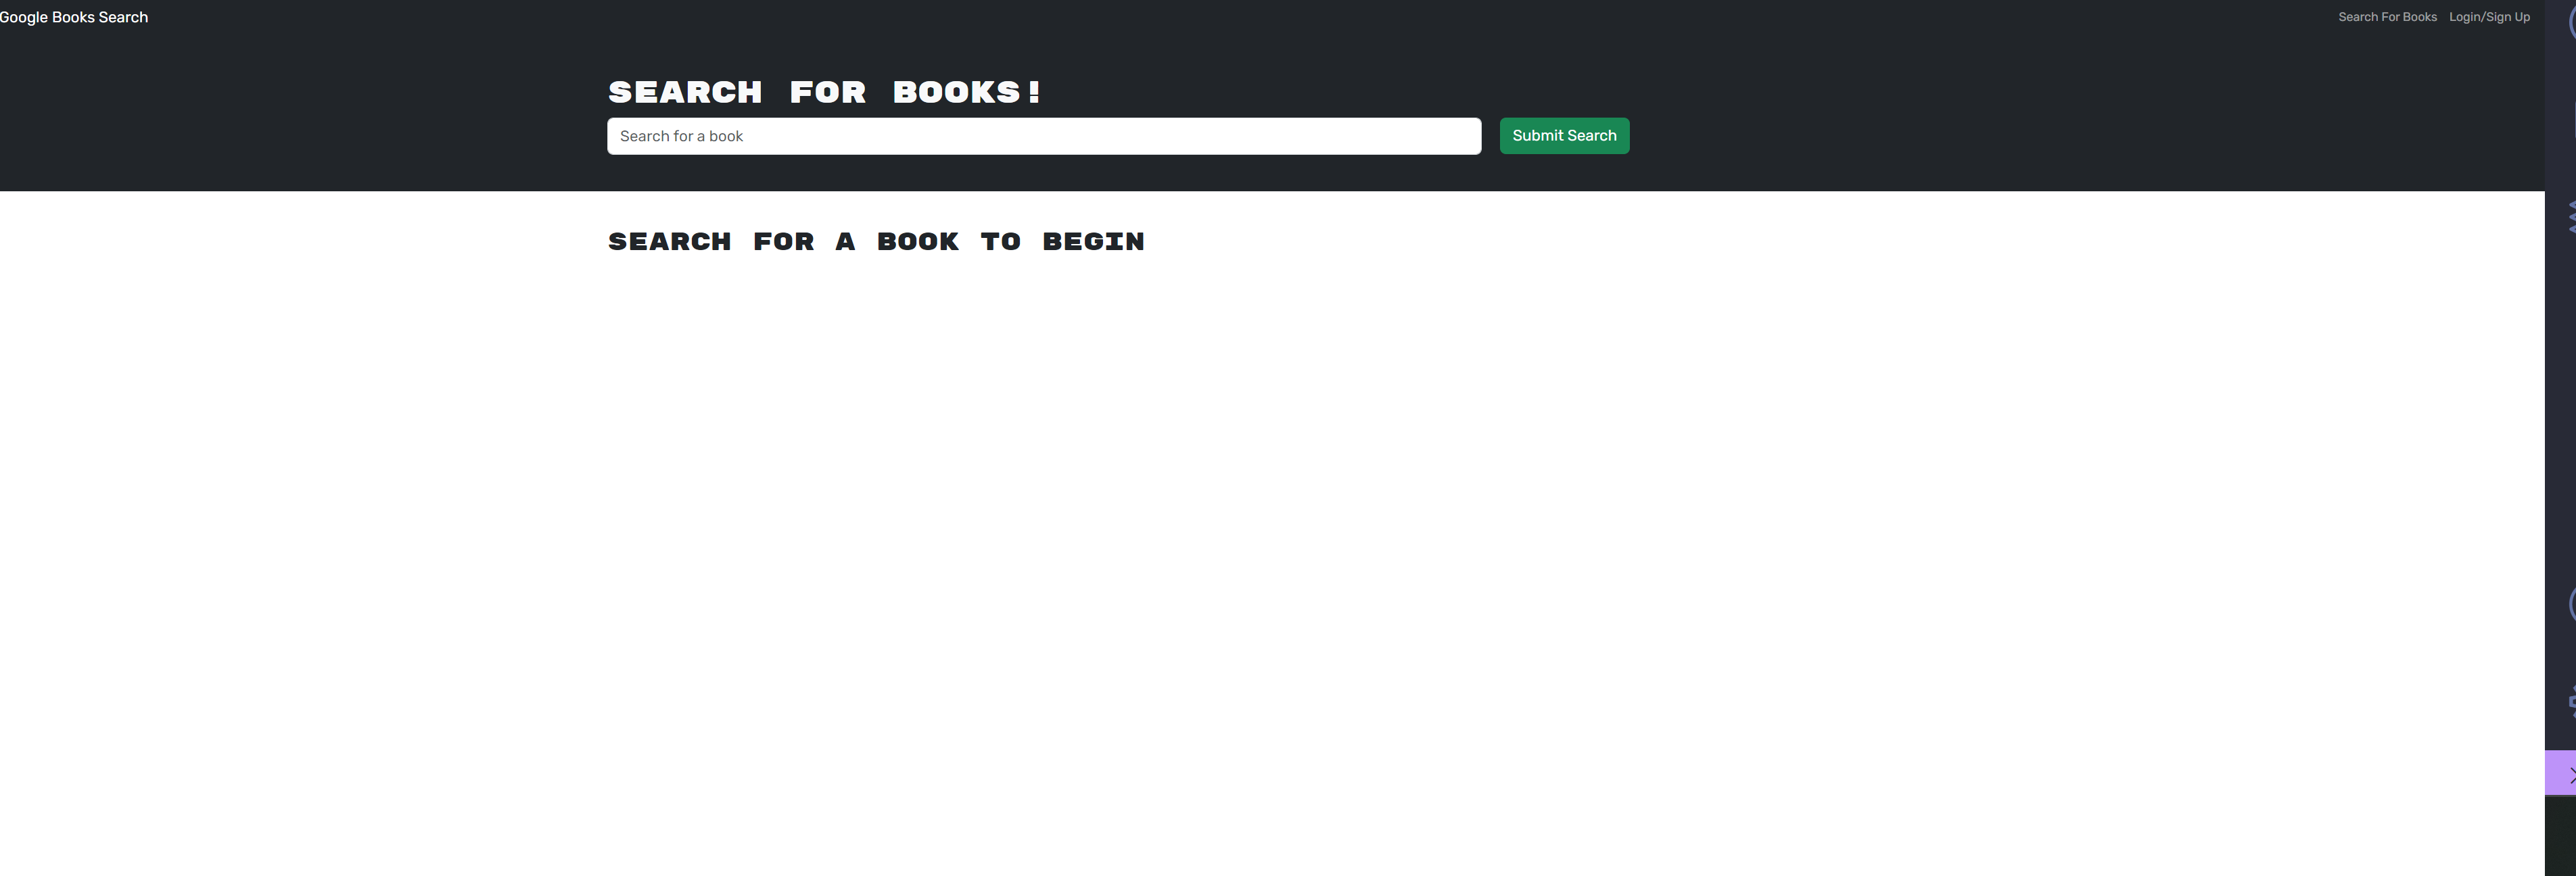 Google Books Search
Search For Books Login/Sign Up
SEARCH FOR BOOKS!
Search for a book
Submit Search
SEARCH FOR A BOOK TO BEGIN